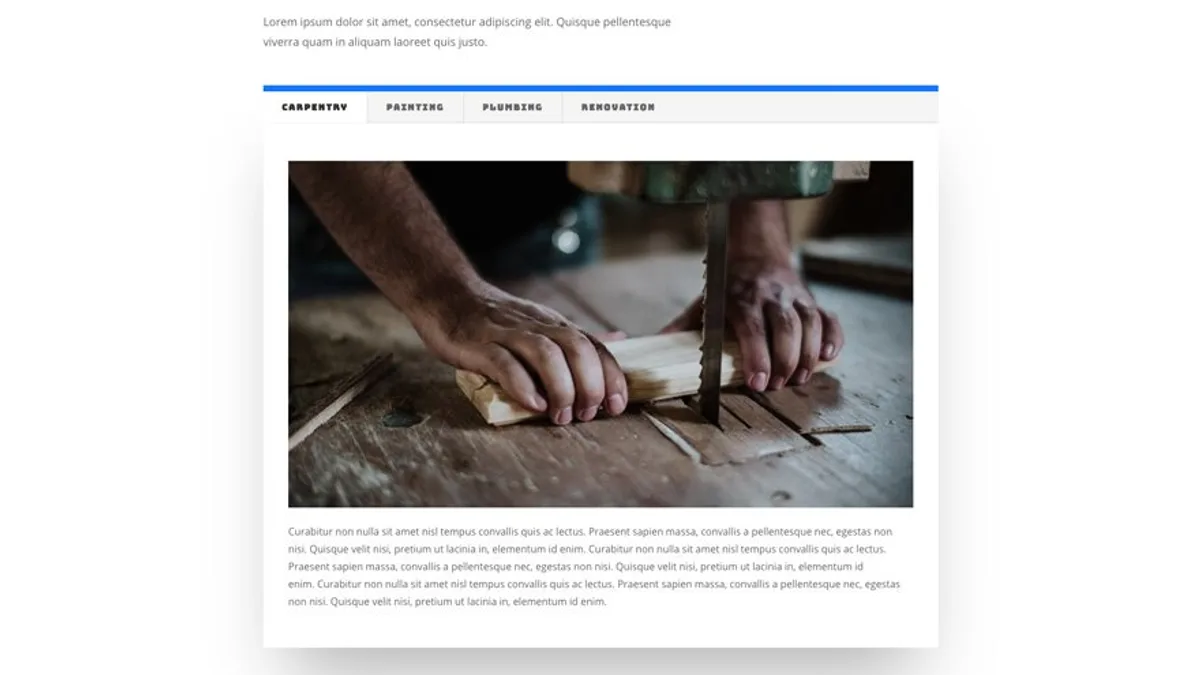 Lorem ipsum dolor sit amet, consectetur adipiscing elit. Quisque pellentesque
viverra quam in aliquam laoreet quis justo.
CARPENTRY PAINTING PLUMBING RENOVATION
Curabitur non nulla sit amet nisl tempus convallis quis ac lectus. Praesent sapien massa, convallis a pellentesque nec, egestas non
nisi. Quisque velit nisi, pretium ut lacinia in, elementum id enim. Curabitur non nulla sit amet nisl tempus convallis quis ac lectus.
Praesent sapien massa, convallis a pellentesque nec, egestas non nisi. Quisque velit nisi, pretium ut lacinia in, elementum id
enim. Curabitur non nulla sit amet nisl tempus convallis quis ac lectus. Praesent sapien massa, convallis a pellentesque nec, egestas
non nisi. Quisque velit nisi, pretium ut lacinia in, elementum id enim.